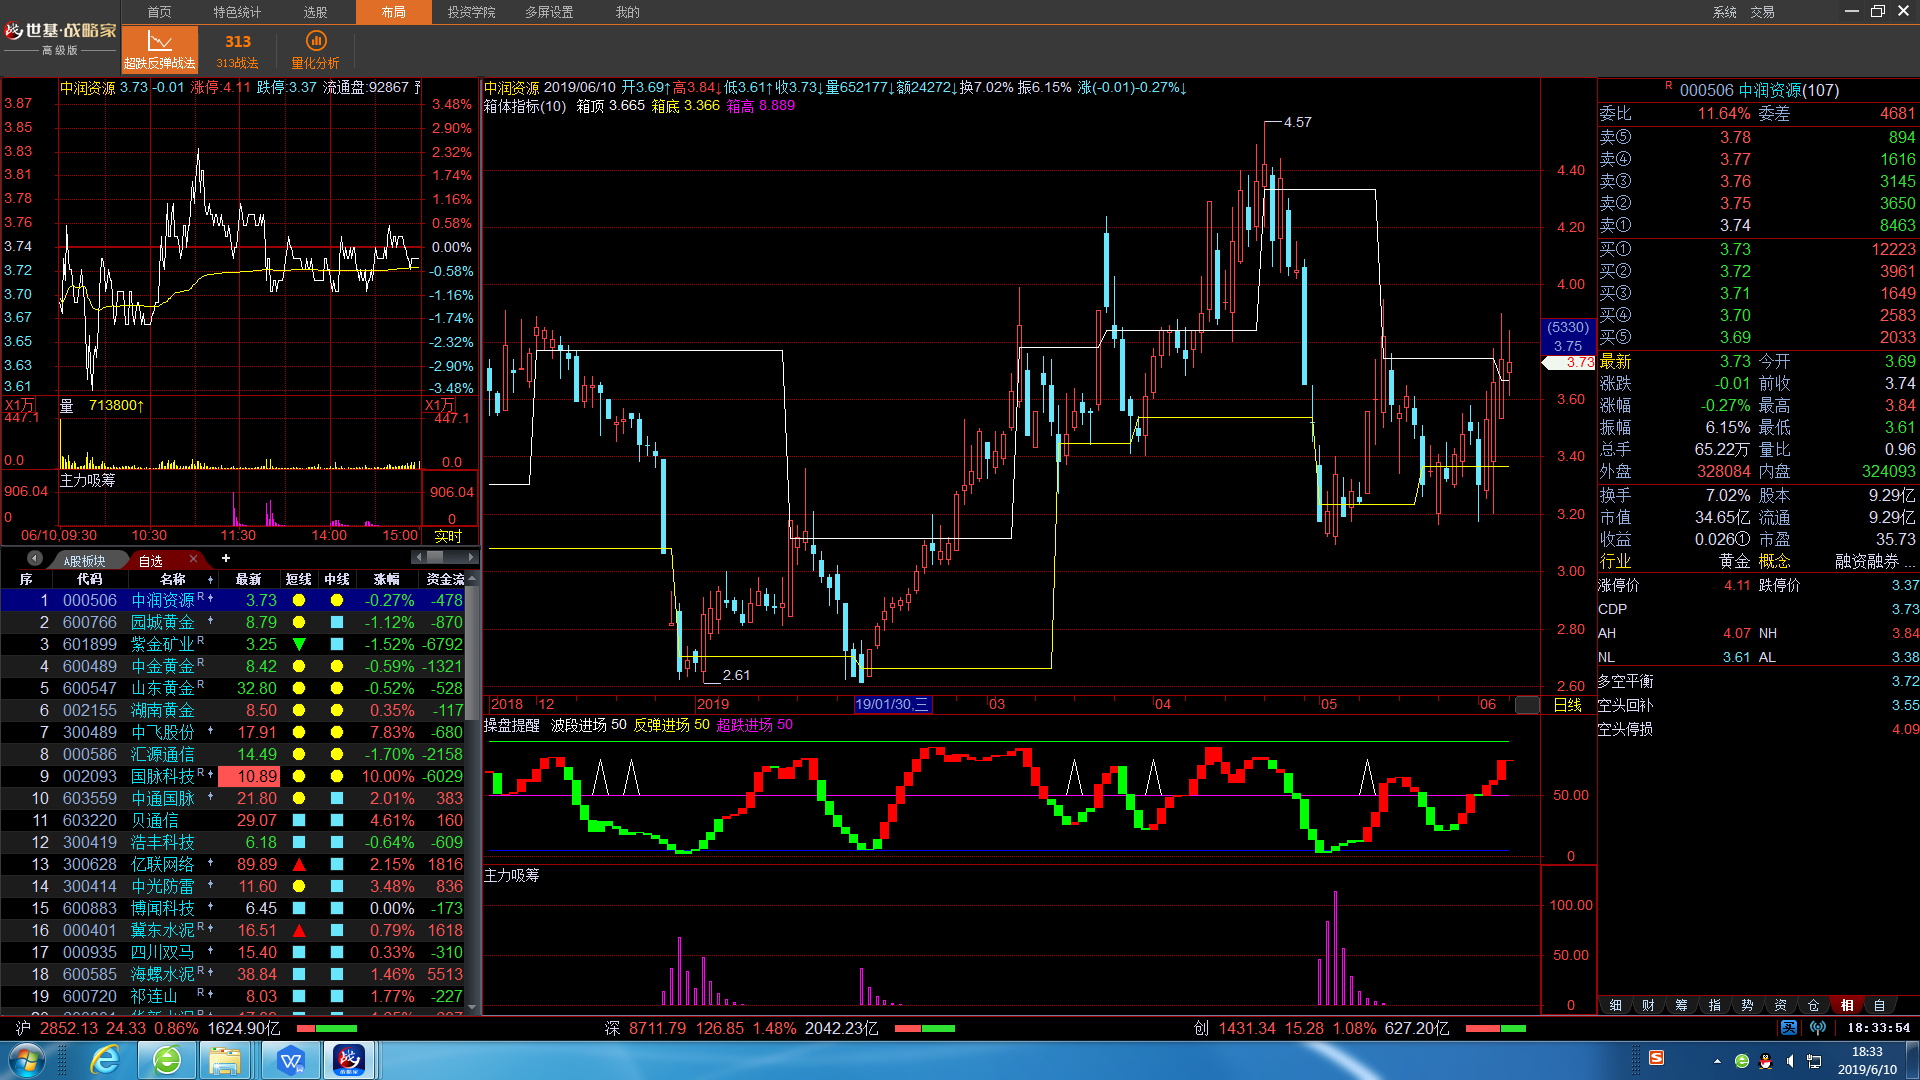 首页 特色统计 选股 布局 投资学院 多屏设置 我的 系统 交易
世基·战略家
高级版
超跌反弹战法 313 313战法 量化分析
中润资源 3.73 -0.01 涨停:4.11 跌停:3.37 流通盘:92867
3.87 3.48%
3.85 2.90%
3.83 2.32%
3.81 1.74%
3.78 1.16%
3.76 0.58%
3.74 0.00%
3.72 -0.58%
3.70 -1.16%
3.67 -1.74%
3.65 -2.32%
3.63 -2.90%
3.61 -3.48%
X1万 量 713800↑ X1万
447.1 447.1
0.0 0.0
主力吸筹
906.04 906.04
0 0
06/10,09:30 10:30 11:30 14:00 15:00 实时
A股板块 自选 × +
序 代码 名称 最新 短线 中线 涨幅 资金流
1 000506 中润资源 R 3.73 -0.27% -478
2 600766 园城黄金 8.79 -1.12% -870
3 601899 紫金矿业 R 3.25 -1.52% -6792
4 600489 中金黄金 R 8.42 -0.59% -1321
5 600547 山东黄金 R 32.80 -0.52% -528
6 002155 湖南黄金 8.50 0.35% -117
7 300489 中飞股份 17.91 7.83% -680
8 000586 汇源通信 14.49 -1.70% -2158
9 002093 国脉科技 R 10.89 10.00% -6029
10 603559 中通国脉 21.80 2.01% 383
11 603220 贝通信 29.07 4.61% 160
12 300419 浩丰科技 6.18 -0.64% -609
13 300628 亿联网络 89.89 2.15% 1816
14 300414 中光防雷 11.60 3.48% 836
15 600883 博闻科技 6.45 0.00% -173
16 000401 冀东水泥 R 16.51 0.79% 1618
17 000935 四川双马 15.40 0.33% -310
18 600585 海螺水泥 R 38.84 1.46% 5513
19 600720 祁连山 R 8.03 1.77% -227
中润资源 2019/06/10 开3.69↑高3.84↓低3.61↑收3.73↓量652177↓额24272↓换7.02% 振6.15% 涨(-0.01)-0.27%↓
箱体指标(10) 箱顶 3.665 箱底 3.366 箱高 8.889
4.57
2.61
4.40
4.20
4.00
(5330)
3.75
3.73
3.60
3.40
3.20
3.00
2.80
2.60
2018 12 2019 19/01/30,三 03 04 05 06 日线
操盘提醒 波段进场 50 反弹进场 50 超跌进场 50
50.00
0
主力吸筹
100.00
50.00
0
R 000506 中润资源(107)
委比 11.64% 委差 4681
卖⑤ 3.78 894
卖④ 3.77 1616
卖③ 3.76 3145
卖② 3.75 3650
卖① 3.74 8463
买① 3.73 12223
买② 3.72 3961
买③ 3.71 1649
买④ 3.70 2583
买⑤ 3.69 2033
最新 3.73 今开 3.69
涨跌 -0.01 前收 3.74
涨幅 -0.27% 最高 3.84
振幅 6.15% 最低 3.61
总手 65.22万 量比 0.96
外盘 328084 内盘 324093
换手 7.02% 股本 9.29亿
市值 34.65亿 流通 9.29亿
收益 0.026① 市盈 35.73
行业 黄金 概念 融资融券 ...
涨停价 4.11 跌停价 3.37
CDP 3.73
AH 4.07 NH 3.84
NL 3.61 AL 3.38
多空平衡 3.72
空头回补 3.55
空头停损 4.09
细 财 筹 指 势 资 仓 相 自
沪 2852.13 24.33 0.86% 1624.90亿 深 8711.79 126.85 1.48% 2042.23亿 创 1431.34 15.28 1.08% 627.20亿 买 18:33:54
18:33
2019/6/10